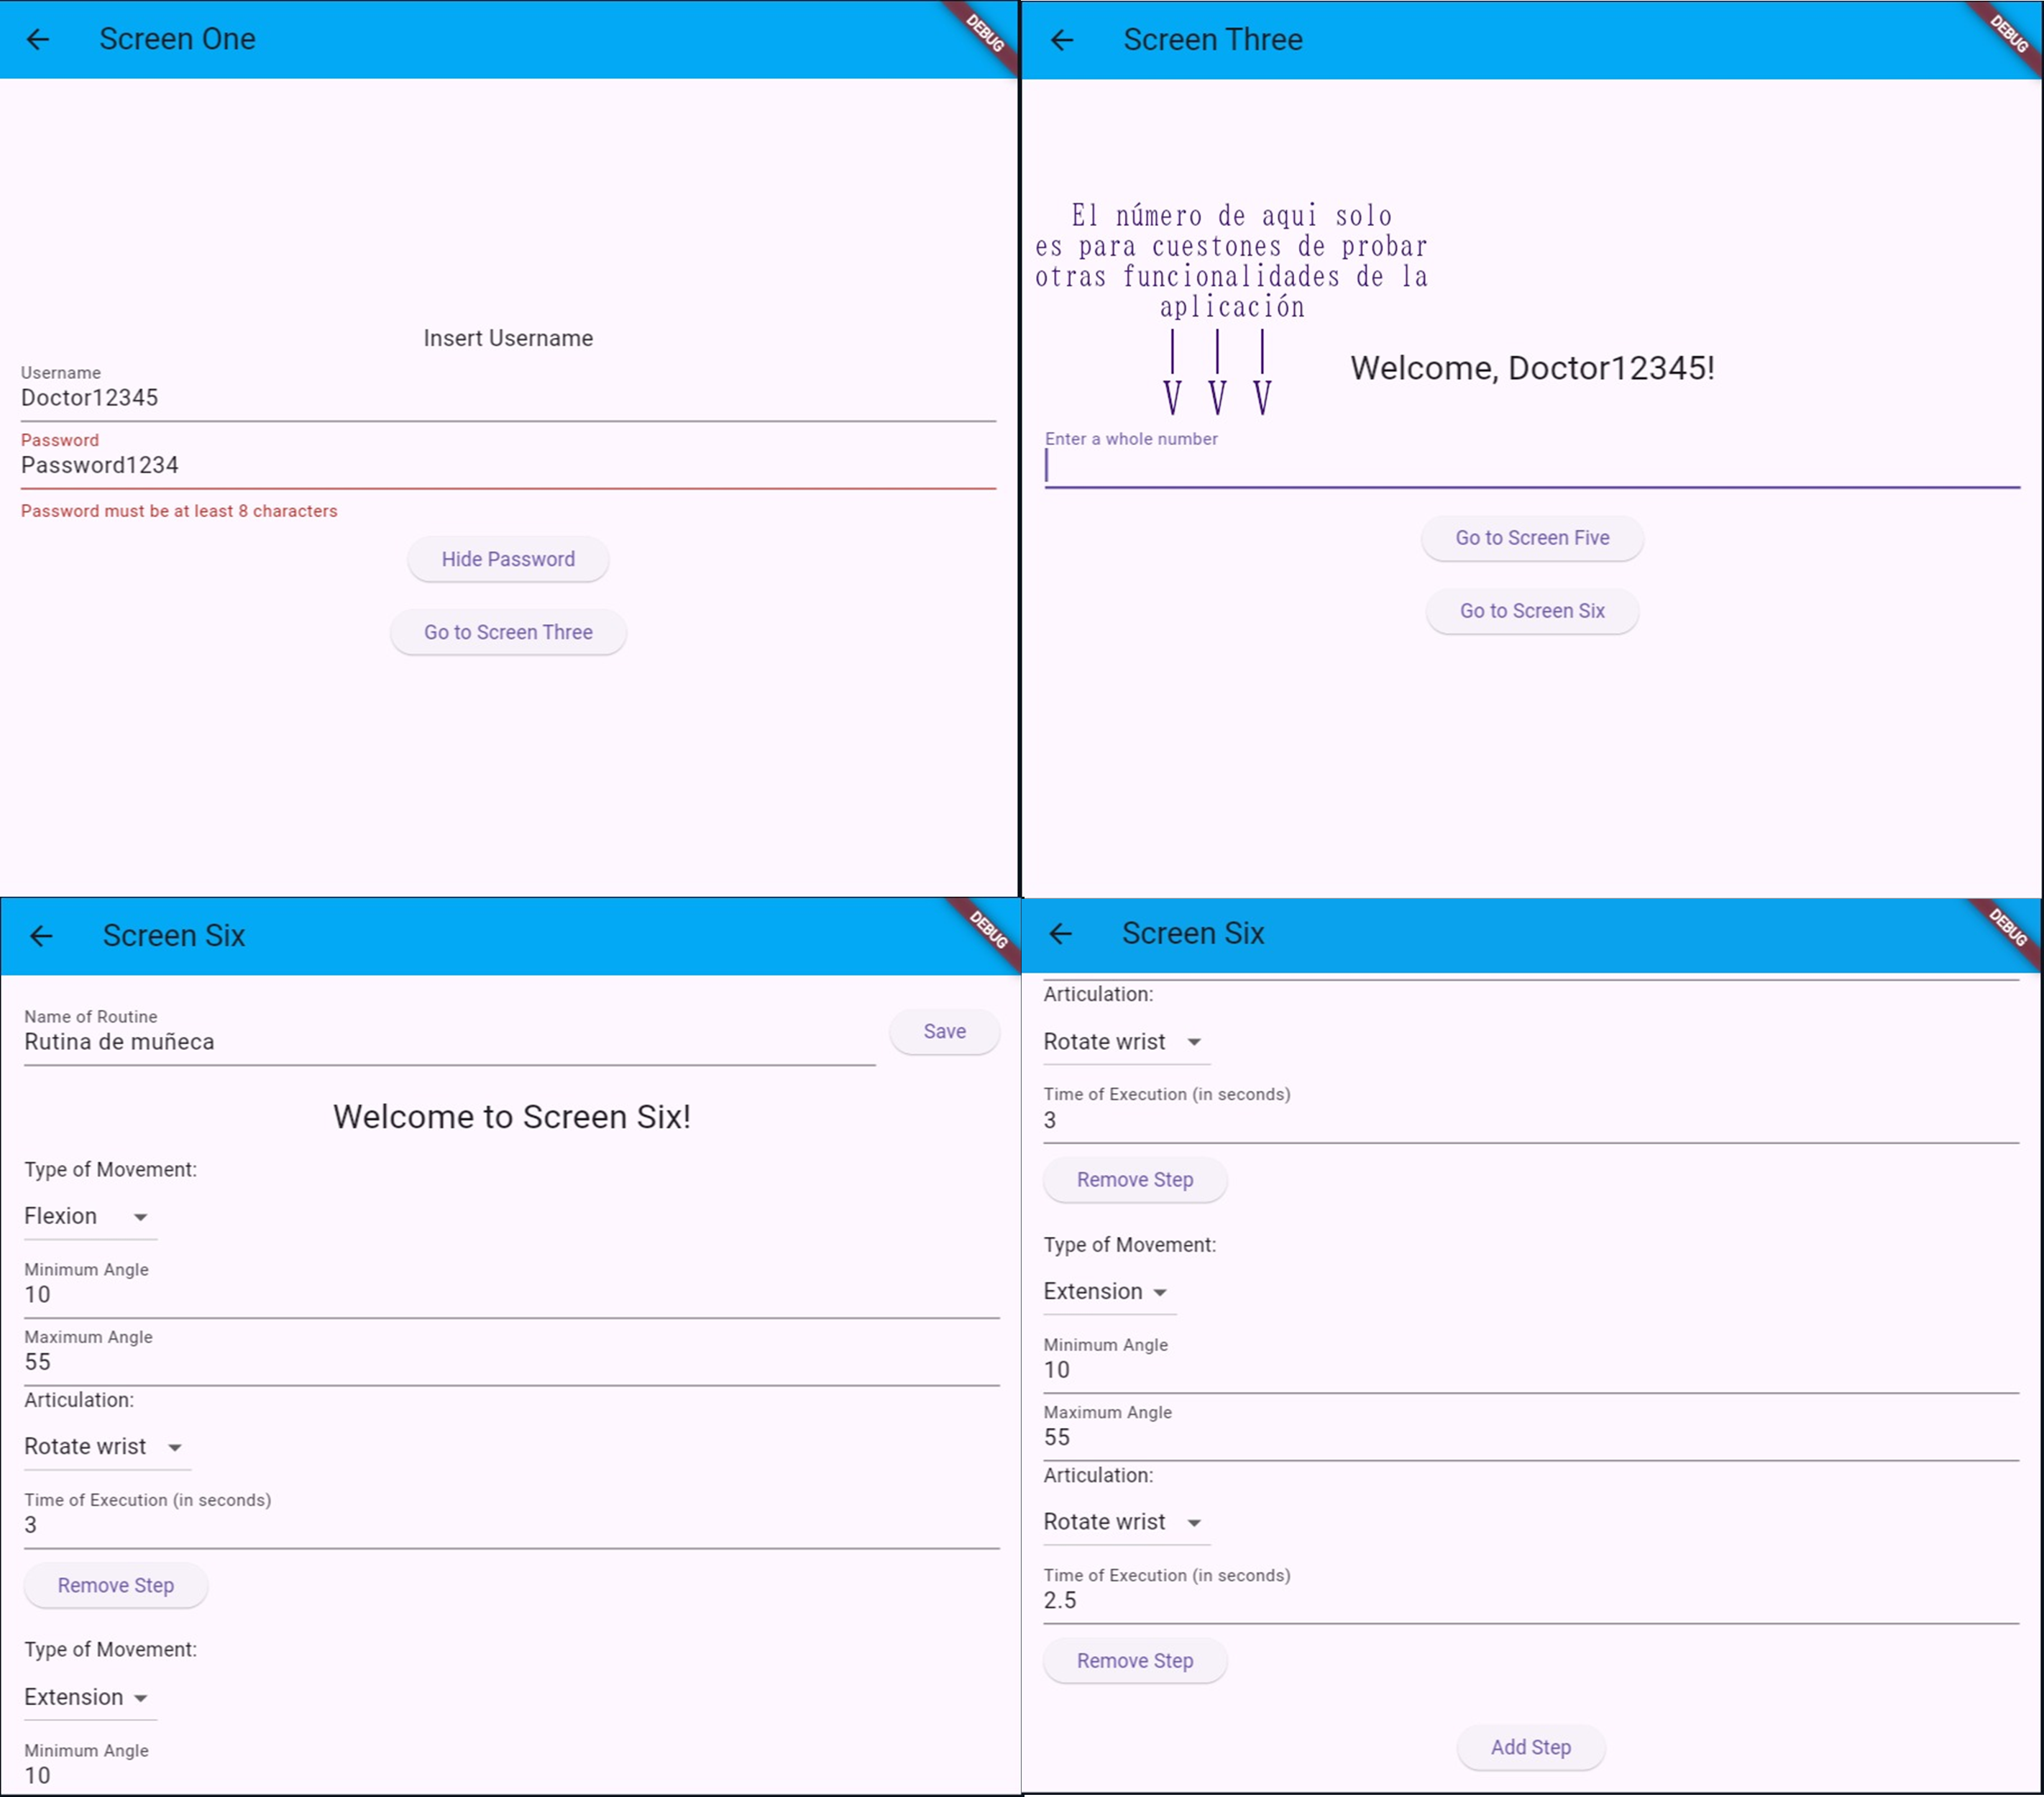 Screen One
DEBUG
Insert Username
Username
Doctor12345
Password
Password1234
Password must be at least 8 characters
Hide Password
Go to Screen Three
Screen Three
DEBUG
El número de aqui solo
es para cuestones de probar
otras funcionalidades de la
aplicación
| | |
V V V
Welcome, Doctor12345!
Enter a whole number
Go to Screen Five
Go to Screen Six
Screen Six
DEBUG
Name of Routine
Rutina de muñeca
Save
Welcome to Screen Six!
Type of Movement:
Flexion
Minimum Angle
10
Maximum Angle
55
Articulation:
Rotate wrist
Time of Execution (in seconds)
3
Remove Step
Type of Movement:
Extension
Minimum Angle
10
Screen Six
DEBUG
Articulation:
Rotate wrist
Time of Execution (in seconds)
3
Remove Step
Type of Movement:
Extension
Minimum Angle
10
Maximum Angle
55
Articulation:
Rotate wrist
Time of Execution (in seconds)
2.5
Remove Step
Add Step